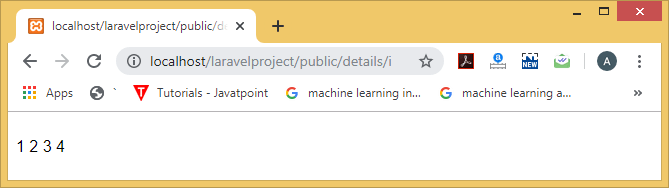 localhost/laravelproject/public/de
localhost/laravelproject/public/details/i
a
NEW
A
Apps
`
T
Tutorials - Javatpoint
G
machine learning in...
G
machine learning a...
»
1 2 3 4